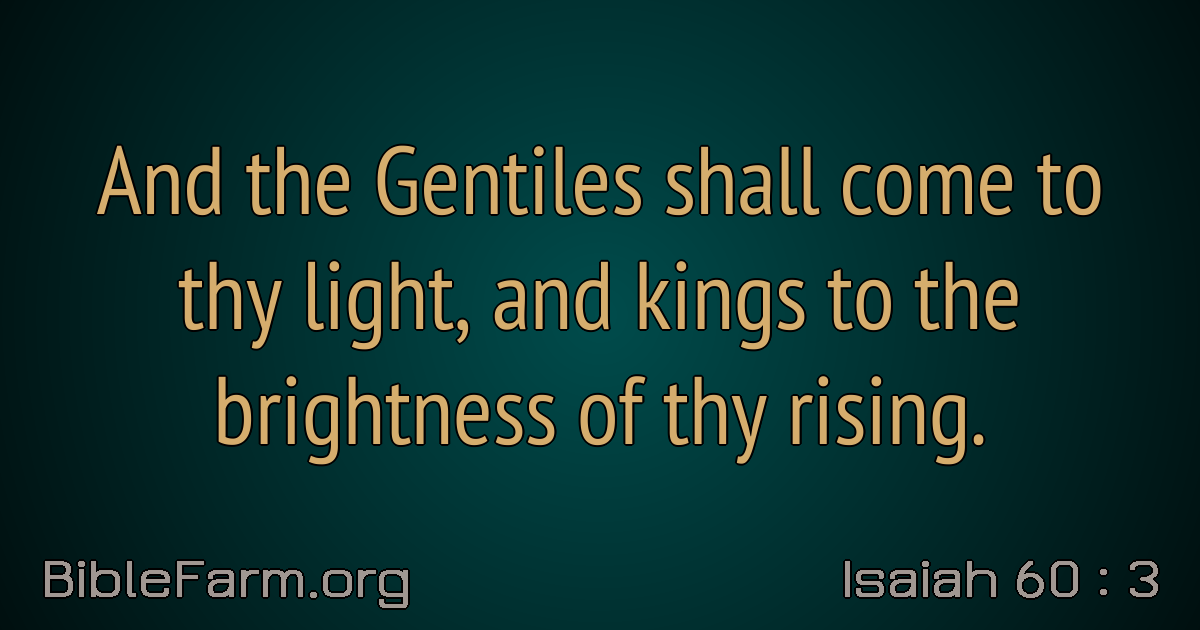 And the Gentiles shall come to
thy light, and kings to the
brightness of thy rising.
BibleFarm.org
Isaiah 60 : 3